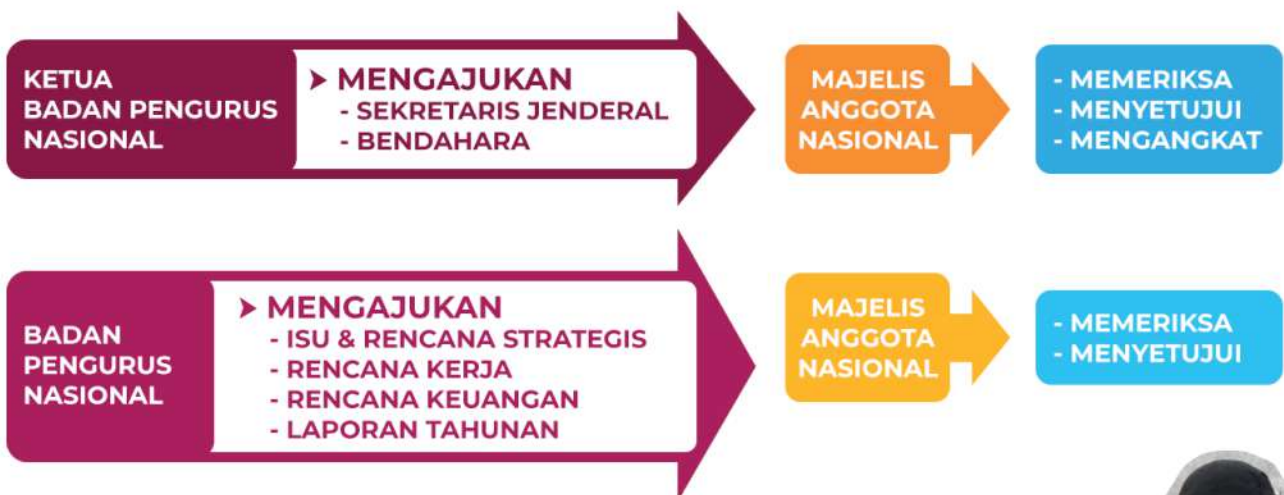 KETUA
BADAN PENGURUS
NASIONAL
➤ MENGAJUKAN
- SEKRETARIS JENDERAL
- BENDAHARA
MAJELIS
ANGGOTA
NASIONAL
- MEMERIKSA
- MENYETUJUI
- MENGANGKAT
BADAN
PENGURUS
NASIONAL
➤ MENGAJUKAN
- ISU & RENCANA STRATEGIS
- RENCANA KERJA
- RENCANA KEUANGAN
- LAPORAN TAHUNAN
MAJELIS
ANGGOTA
NASIONAL
- MEMERIKSA
- MENYETUJUI